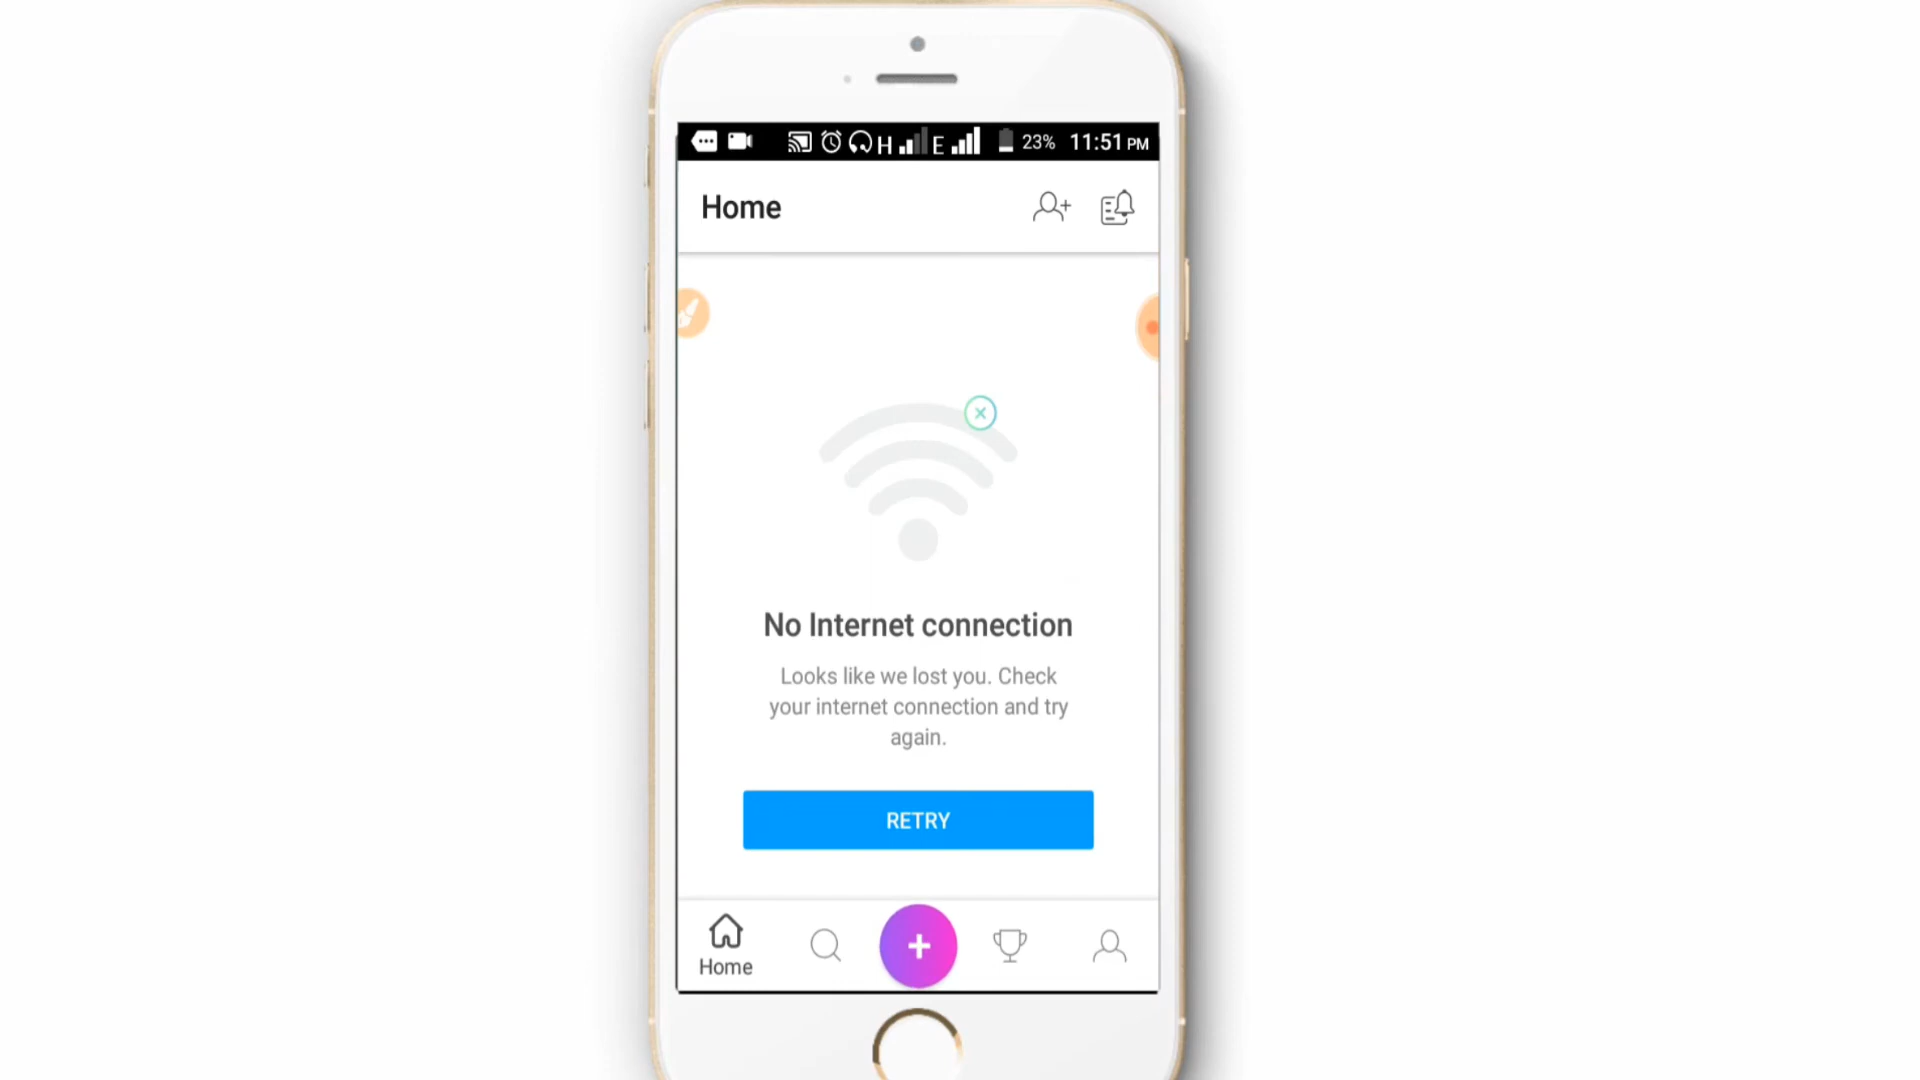 H E 23% 11:51 PM
Home
No Internet connection
Looks like we lost you. Check
your internet connection and try
again.
RETRY
Home